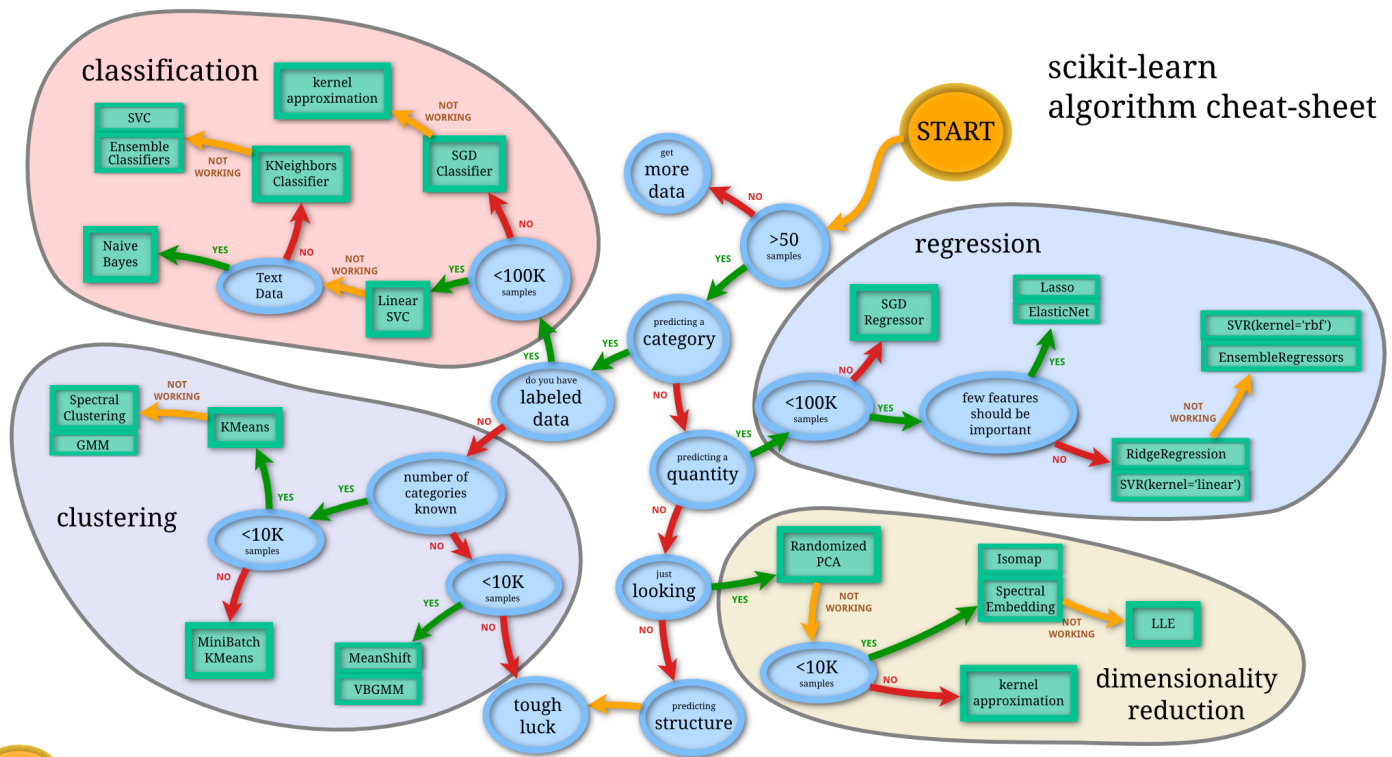 scikit-learn
algorithm cheat-sheet
START
>50
samples
NO
get
more
data
YES
predicting a
category
YES
do you have
labeled
data
YES
NO
NO
predicting a
quantity
YES
NO
just
looking
YES
NO
predicting
structure
tough
luck
classification
<100K
samples
NO
SGD
Classifier
NOT
WORKING
kernel
approximation
YES
Linear
SVC
NOT
WORKING
Text
Data
YES
Naive
Bayes
NO
KNeighbors
Classifier
NOT
WORKING
SVC
Ensemble
Classifiers
clustering
number of
categories
known
YES
<10K
samples
YES
KMeans
NOT
WORKING
Spectral
Clustering
GMM
NO
MiniBatch
KMeans
NO
<10K
samples
YES
MeanShift
VBGMM
NO
regression
<100K
samples
NO
SGD
Regressor
YES
few features
should be
important
YES
Lasso
ElasticNet
NO
RidgeRegression
SVR(kernel='linear')
NOT
WORKING
SVR(kernel='rbf')
EnsembleRegressors
dimensionality
reduction
Randomized
PCA
NOT
WORKING
<10K
samples
YES
Isomap
Spectral
Embedding
NOT
WORKING
LLE
NO
kernel
approximation